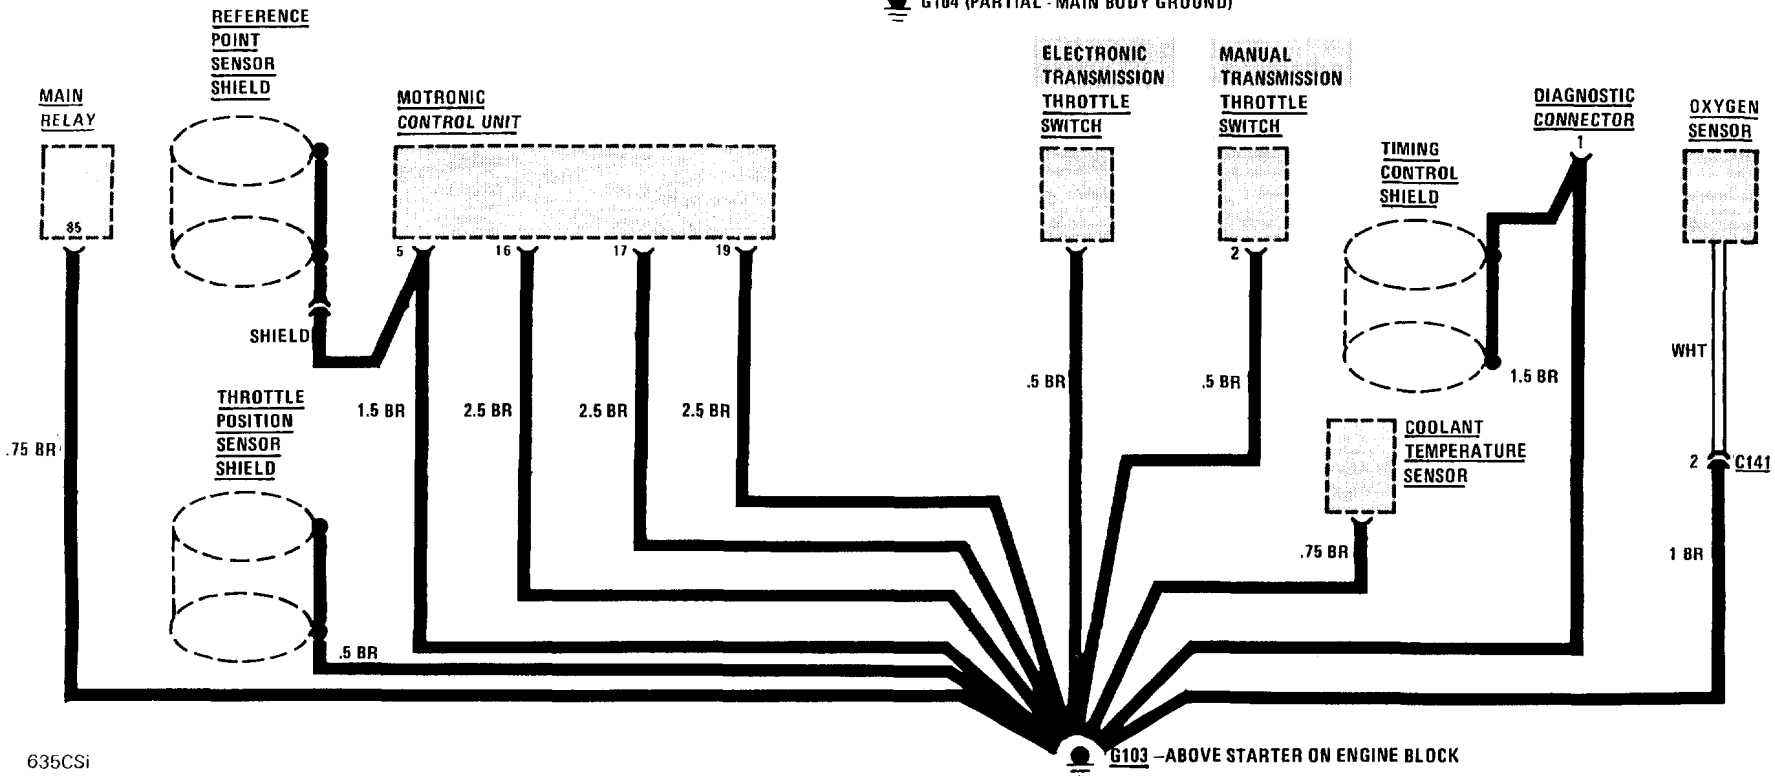 G104 (PARTIAL - MAIN BODY GROUND)
REFERENCE
POINT
SENSOR
SHIELD
MAIN
RELAY
85
MOTRONIC
CONTROL UNIT
5
16
17
19
ELECTRONIC
TRANSMISSION
THROTTLE
SWITCH
MANUAL
TRANSMISSION
THROTTLE
SWITCH
2
TIMING
CONTROL
SHIELD
DIAGNOSTIC
CONNECTOR
1
OXYGEN
SENSOR
SHIELD
WHT
1.5 BR
.5 BR
.5 BR
THROTTLE
POSITION
SENSOR
SHIELD
1.5 BR
2.5 BR
2.5 BR
2.5 BR
.75 BR
COOLANT
TEMPERATURE
SENSOR
2
C141
.75 BR
1 BR
.5 BR
G103 - ABOVE STARTER ON ENGINE BLOCK
635CSi